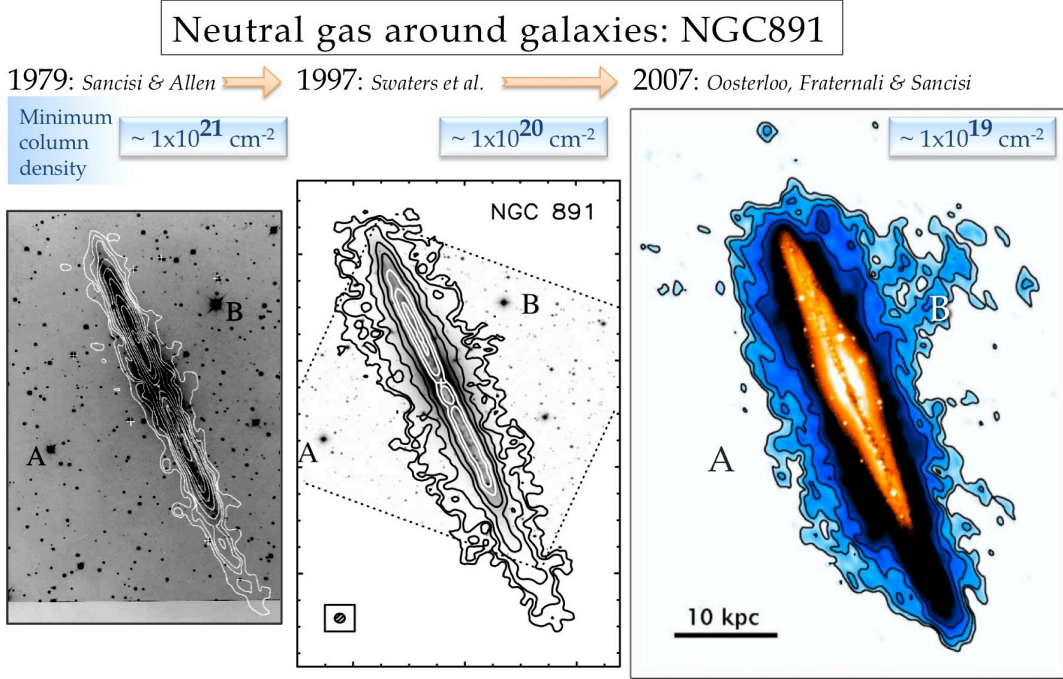 Neutral gas around galaxies: NGC891
1979: Sancisi & Allen
1997: Swaters et al.
2007: Oosterloo, Fraternali & Sancisi
Minimum
column
density
~ 1x10²¹ cm⁻²
~ 1x10²⁰ cm⁻²
~ 1x10¹⁹ cm⁻²
NGC 891
B
A
B
A
B
A
10 kpc